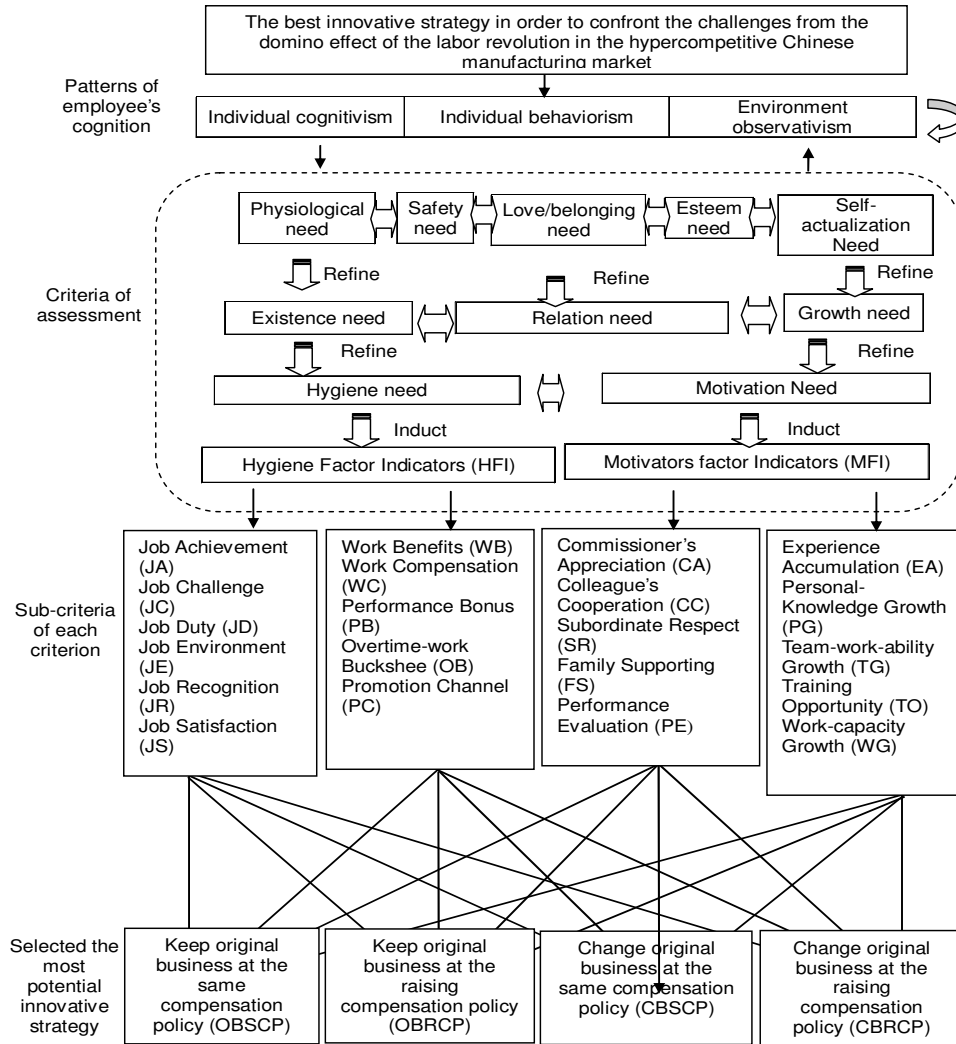 The best innovative strategy in order to confront the challenges from the
domino effect of the labor revolution in the hypercompetitive Chinese
manufacturing market
Patterns of
employee's
cognition
Individual cognitivism
Individual behaviorism
Environment
observativism
Criteria of
assessment
Physiological
need
Safety
need
Love/belonging
need
Esteem
need
Self-
actualization
Need
Refine
Refine
Refine
Existence need
Relation need
Growth need
Refine
Refine
Hygiene need
Motivation Need
Induct
Induct
Hygiene Factor Indicators (HFI)
Motivators factor Indicators (MFI)
Sub-criteria
of each
criterion
Job Achievement
(JA)
Job Challenge
(JC)
Job Duty (JD)
Job Environment
(JE)
Job Recognition
(JR)
Job Satisfaction
(JS)
Work Benefits (WB)
Work Compensation
(WC)
Performance Bonus
(PB)
Overtime-work
Buckshee (OB)
Promotion Channel
(PC)
Commissioner's
Appreciation (CA)
Colleague's
Cooperation (CC)
Subordinate Respect
(SR)
Family Supporting
(FS)
Performance
Evaluation (PE)
Experience
Accumulation (EA)
Personal-
Knowledge Growth
(PG)
Team-work-ability
Growth (TG)
Training
Opportunity (TO)
Work-capacity
Growth (WG)
Selected the
most
potential
innovative
strategy
Keep original
business at the
same
compensation
policy (OBSCP)
Keep original
business at the
raising
compensation
policy (OBRCP)
Change original
business at the
same compensation
policy (CBSCP)
Change original
business at the
raising
compensation
policy (CBRCP)